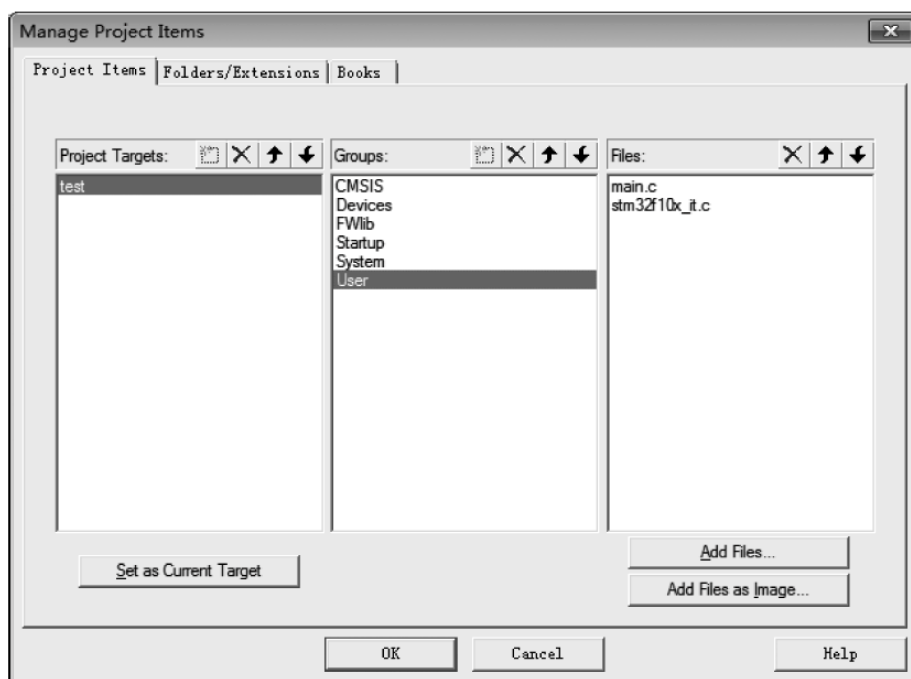 Manage Project Items
Project Items Folders/Extensions Books
Project Targets:
test
Set as Current Target
Groups:
CMSIS
Devices
FWlib
Startup
System
User
Files:
main.c
stm32f10x_it.c
Add Files...
Add Files as Image...
OK Cancel Help